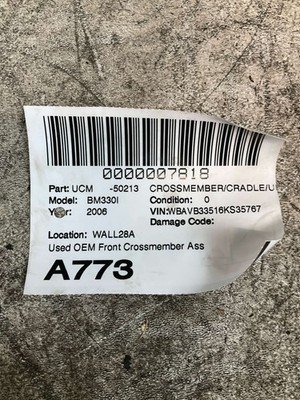 0000007818
Part: UCM -50213 CROSSMEMBER/CRADLE/U
Model: BM330I Condition: 0
Year: 2006 VIN:WBAVB33516KS35767
Damage Code:
Location: WALL28A
Used OEM Front Crossmember Ass
A773